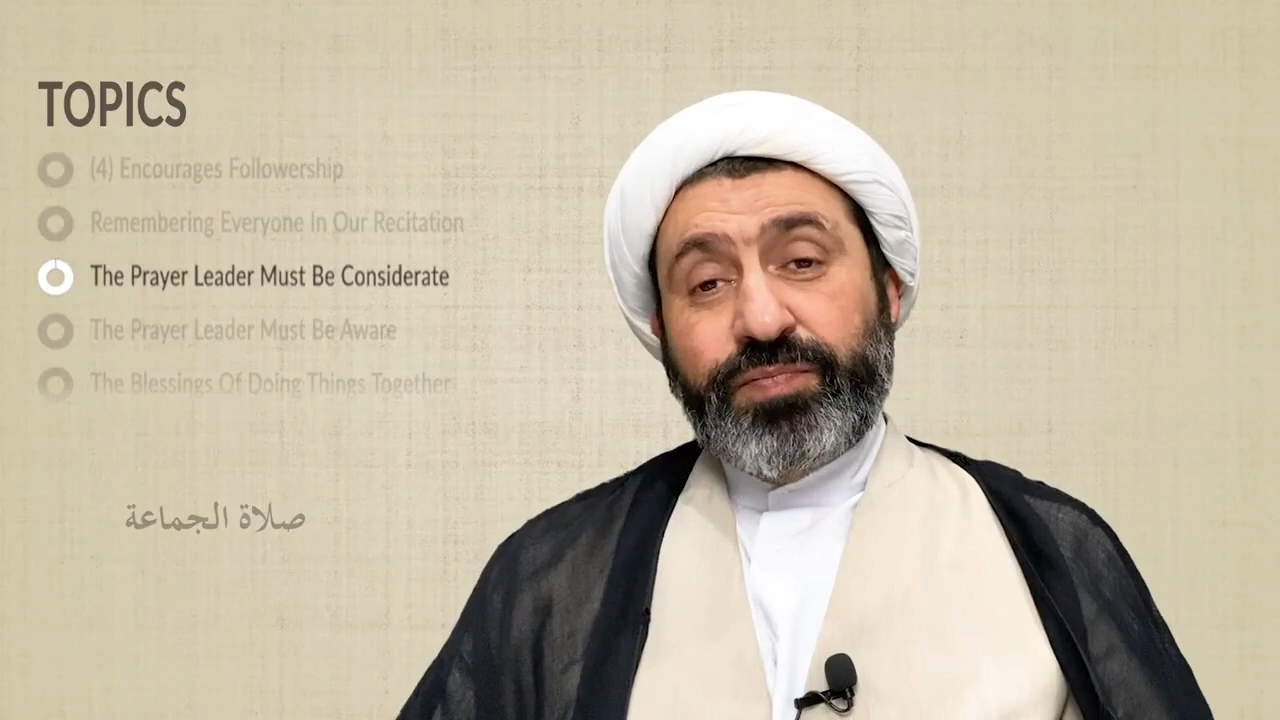 TOPICS
(4) Encourages Followership
Remembering Everyone In Our Recitation
The Prayer Leader Must Be Considerate
The Prayer Leader Must Be Aware
The Blessings Of Doing Things Together
صلاة الجماعة